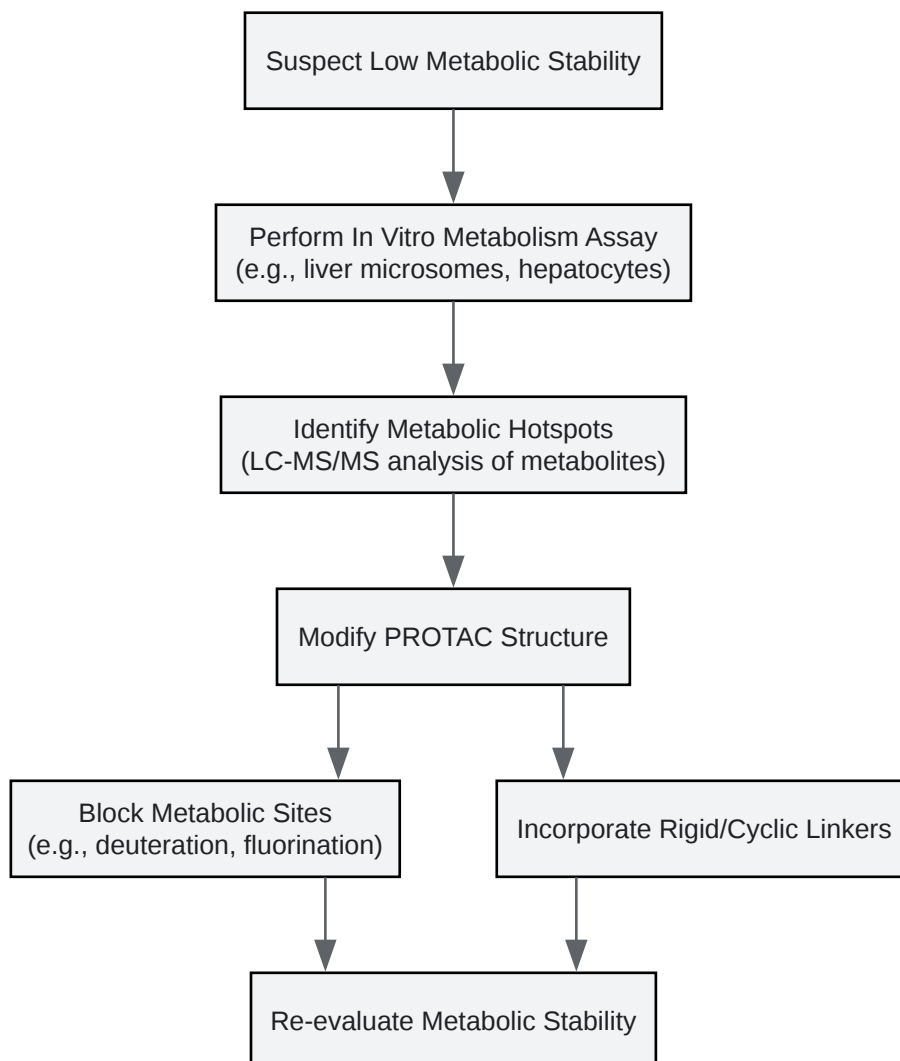 Suspect Low Metabolic Stability
Perform In Vitro Metabolism Assay
(e.g., liver microsomes, hepatocytes)
Identify Metabolic Hotspots
(LC-MS/MS analysis of metabolites)
Modify PROTAC Structure
Block Metabolic Sites
(e.g., deuteration, fluorination)
Incorporate Rigid/Cyclic Linkers
Re-evaluate Metabolic Stability